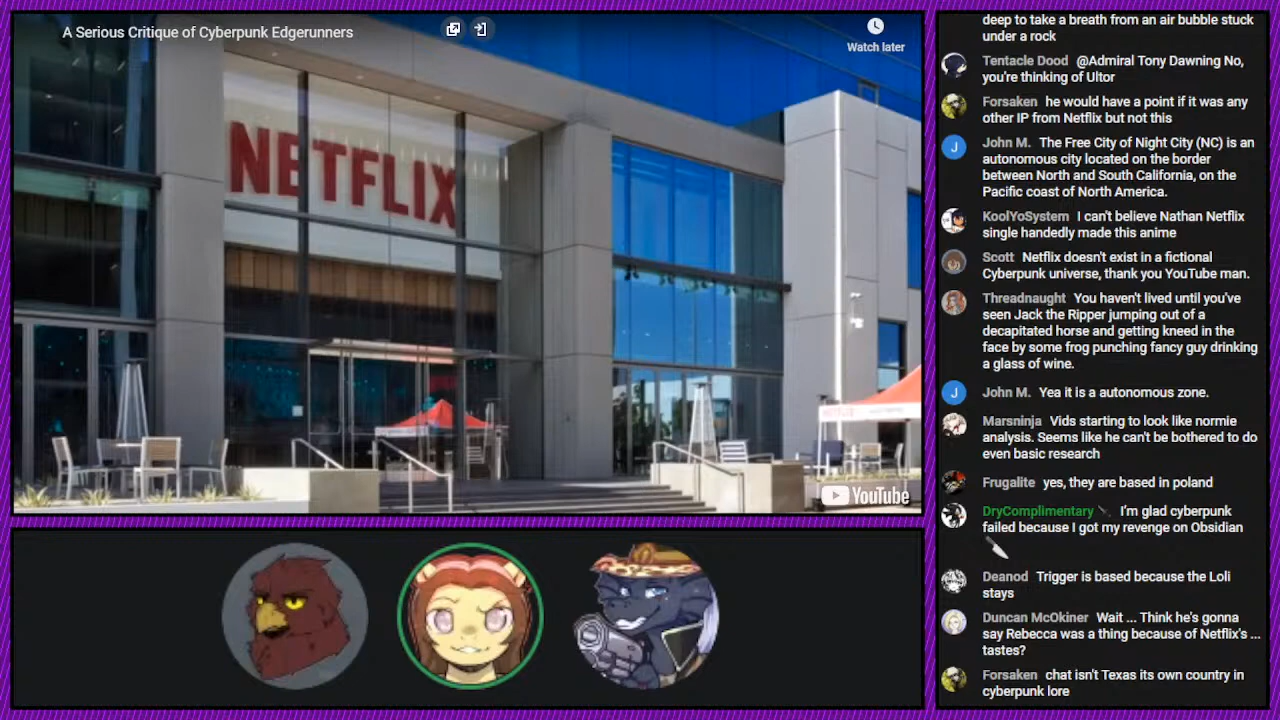 A Serious Critique of Cyberpunk Edgerunners
Watch later
NETFLIX
YouTube
deep to take a breath from an air bubble stuck
under a rock
Tentacle Dood @Admiral Tony Dawning No,
you're thinking of Ultor
Forsaken he would have a point if it was any
other IP from Netflix but not this
John M. The Free City of Night City (NC) is an
autonomous city located on the border
between North and South California, on the
Pacific coast of North America.
KoolYoSystem I can't believe Nathan Netflix
single handedly made this anime
Scott Netflix doesn't exist in a fictional
Cyberpunk universe, thank you YouTube man.
Threadnaught You haven't lived until you've
seen Jack the Ripper jumping out of a
decapitated horse and getting kneed in the
face by some frog punching fancy guy drinking
a glass of wine.
J
John M. Yea it is a autonomous zone.
Marsninja Vids starting to look like normie
analysis. Seems like he can't be bothered to do
even basic research
Frugalite yes, they are based in poland
DryComplimentary I'm glad cyberpunk
failed because I got my revenge on Obsidian
Deanod Trigger is based because the Loli
stays
Duncan McOkiner Wait ... Think he's gonna
say Rebecca was a thing because of Netflix's ...
tastes?
Forsaken chat isn't Texas its own country in
cyberpunk lore